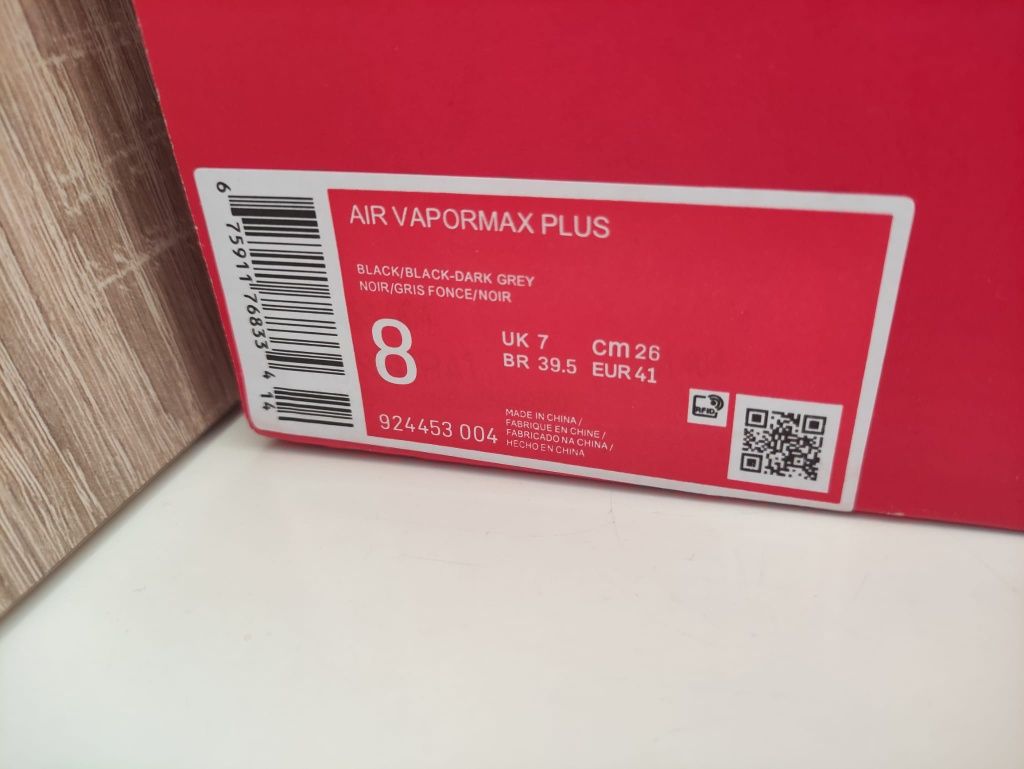 6 75911 76833 4 14
AIR VAPORMAX PLUS
BLACK/BLACK-DARK GREY
NOIR/GRIS FONCE/NOIR
8
UK 7 cm 26
BR 39.5 EUR 41
924453 004
MADE IN CHINA /
FABRIQUE EN CHINE /
FABRICADO NA CHINA /
HECHO EN CHINA
RFID